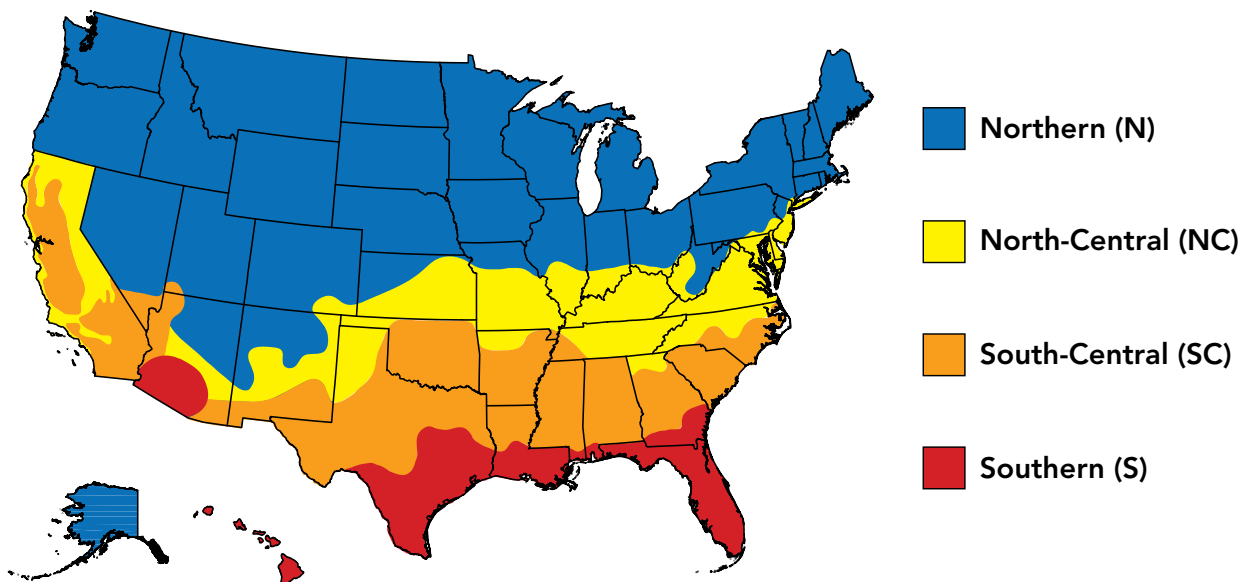 Northern (N)
North-Central (NC)
South-Central (SC)
Southern (S)